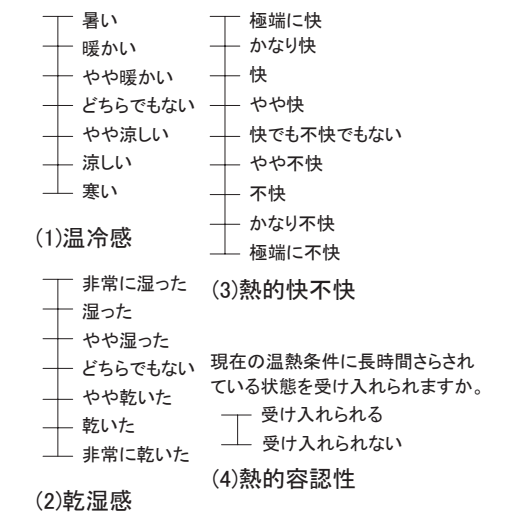 暑い
暖かい
やや暖かい
どちらでもない
やや涼しい
涼しい
寒い
(1)温冷感
非常に湿った
湿った
やや湿った
どちらでもない
やや乾いた
乾いた
非常に乾いた
(2)乾湿感
極端に快
かなり快
快
やや快
快でも不快でもない
やや不快
不快
かなり不快
極端に不快
(3)熱的快不快
現在の温熱条件に長時間さらされ
ている状態を受け入れられますか。
受け入れられる
受け入れられない
(4)熱的容認性